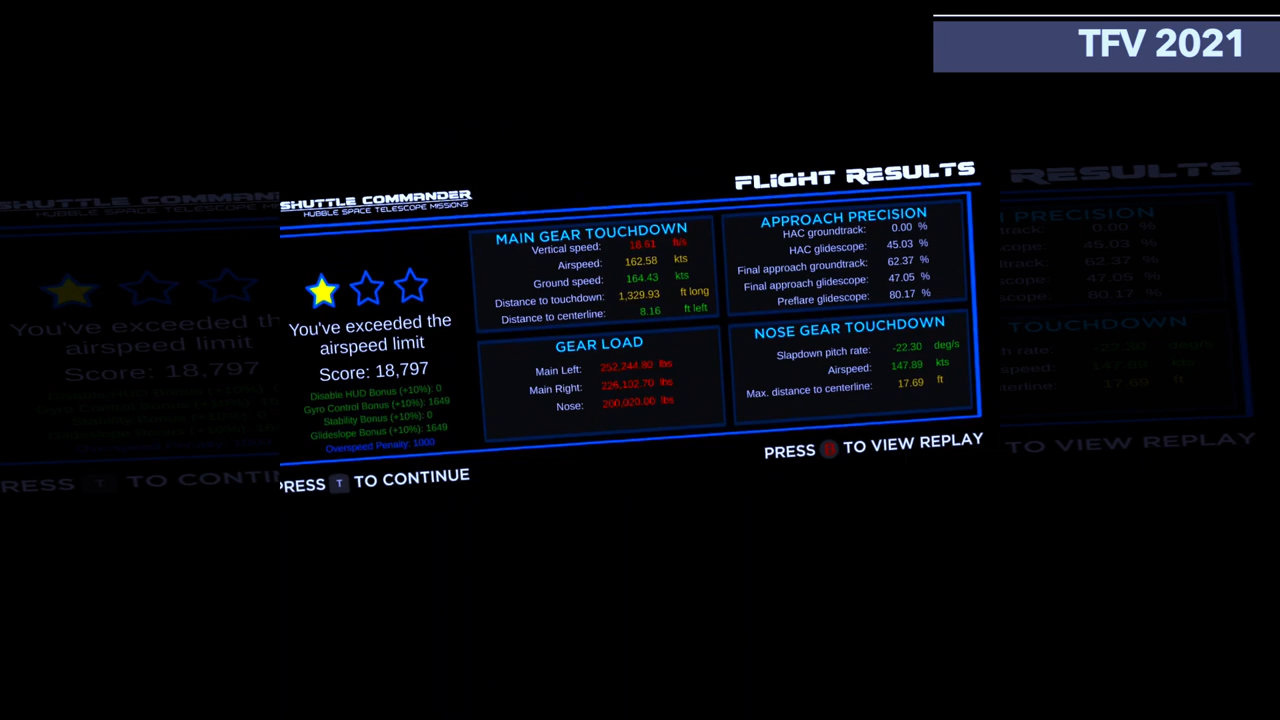 TFV 2021
SHUTTLE COMMANDER
HUBBLE SPACE TELESCOPE MISSIONS
FLIGHT RESULTS
You've exceeded the
airspeed limit
Score: 18,797
Disable HUD Bonus (+10%): 0
Gyro Control Bonus (+10%): 1649
Stability Bonus (+10%): 0
Glideslope Bonus (+10%): 1649
Overspeed Penalty: 1000
MAIN GEAR TOUCHDOWN
Vertical speed: 18.61 ft/s
Airspeed: 162.58 kts
Ground speed: 164.43 kts
Distance to touchdown: 1,329.93 ft long
Distance to centerline: 8.16 ft left
APPROACH PRECISION
HAC groundtrack: 0.00 %
HAC glidescope: 45.03 %
Final approach groundtrack: 62.37 %
Final approach glidescope: 47.05 %
Preflare glidescope: 80.17 %
GEAR LOAD
Main Left: 252,244.80 lbs
Main Right: 226,102.70 lbs
Nose: 200,020.00 lbs
NOSE GEAR TOUCHDOWN
Slapdown pitch rate: -22.30 deg/s
Airspeed: 147.89 kts
Max. distance to centerline: 17.69 ft
PRESS T TO CONTINUE
PRESS TO VIEW REPLAY